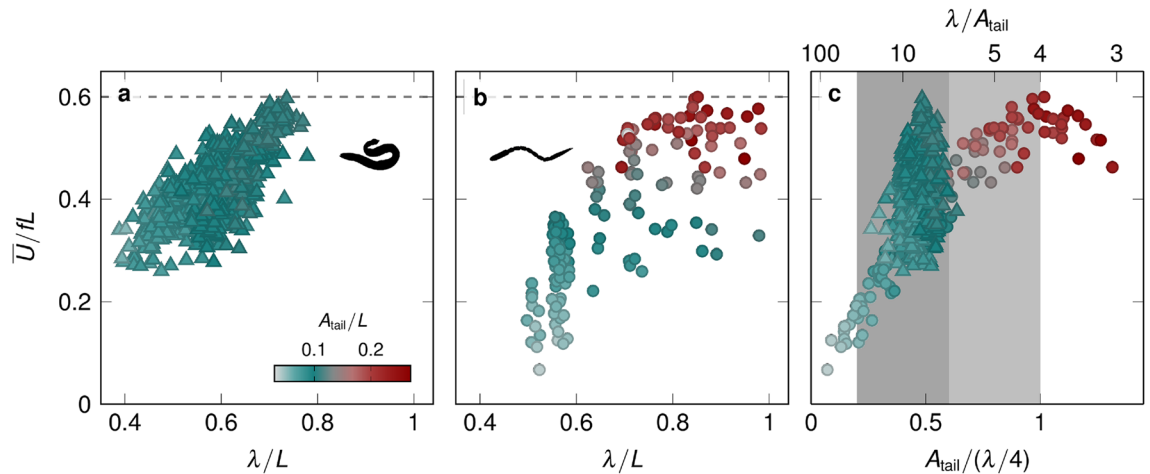 λ/A_tail
100 10 5 4 3
a
b
c
0.6
0.4
0.2
0
U̅/fL
A_tail/L
0.1 0.2
0.4 0.6 0.8 1
0.4 0.6 0.8 1
0 0.5 1
λ/L
λ/L
A_tail/(λ/4)